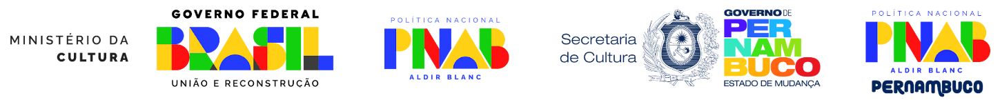 MINISTÉRIO DA
CULTURA
GOVERNO FEDERAL
BRASIL
UNIÃO E RECONSTRUÇÃO
POLÍTICA NACIONAL
PNAB
ALDIR BLANC
Secretaria
de Cultura
GOVERNO DE
PER
NAM
BUCO
ESTADO DE MUDANÇA
POLÍTICA NACIONAL
PNAB
ALDIR BLANC
PERNAMBUCO